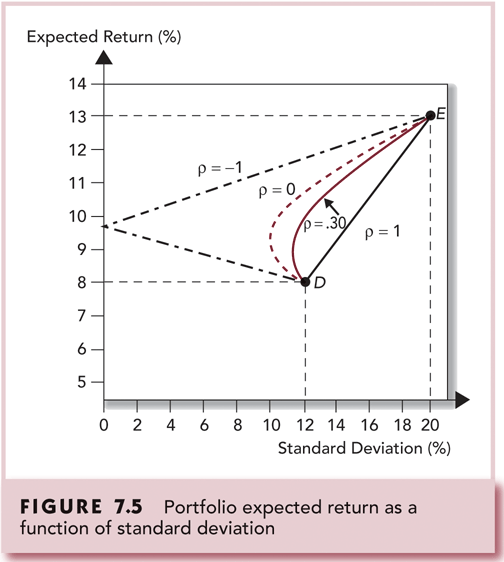 Expected Return (%)
14
13
E
12
ρ = –1
11
ρ = 0
10
ρ = .30
ρ = 1
9
8
D
7
6
5
0 2 4 6 8 10 12 14 16 18 20
Standard Deviation (%)
FIGURE 7.5 Portfolio expected return as a
function of standard deviation